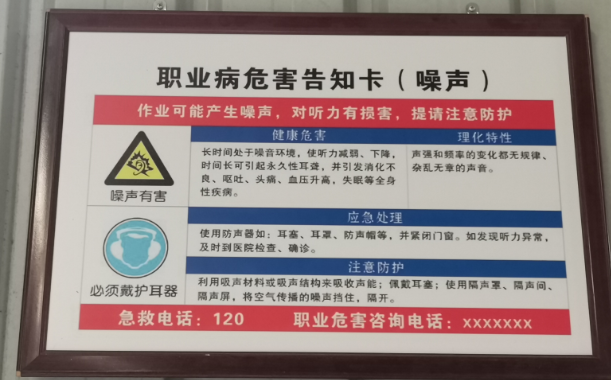 职业病危害告知卡（噪声）
作业可能产生噪声，对听力有损害，提请注意防护
健康危害
理化特性
长时间处于噪音环境，使听力减弱、下降，
时间长可引起永久性耳聋，并引发消化不
良、呕吐、头痛、血压升高，失眠等全身
性疾病。
声强和频率的变化都无规律、
杂乱无章的声音。
噪声有害
应急处理
使用防声器如：耳塞、耳罩、防声帽等，并紧闭门窗。如发现听力异常，
及时到医院检查、确诊。
注意防护
利用吸声材料或吸声结构来吸收声能；佩戴耳塞；使用隔声罩、隔声间、
隔声屏，将空气传播的噪声挡住，隔开。
必须戴护耳器
急救电话：120 职业危害咨询电话：XXXXXXX